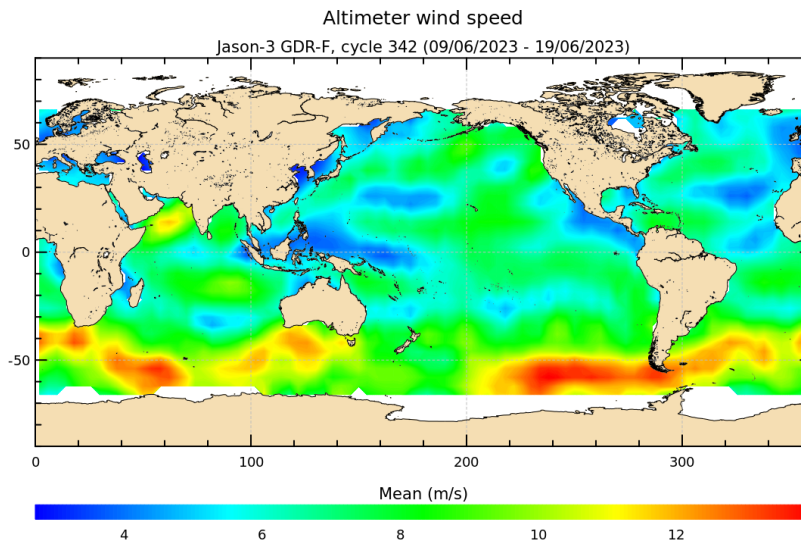 Altimeter wind speed
Jason-3 GDR-F, cycle 342 (09/06/2023 - 19/06/2023)
50
0
-50
0 100 200 300
Mean (m/s)
4 6 8 10 12